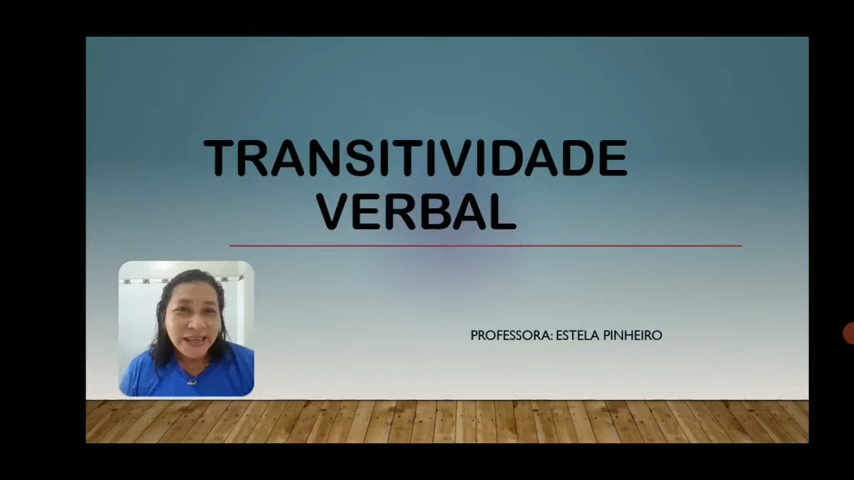 TRANSITIVIDADE
VERBAL
PROFESSORA: ESTELA PINHEIRO